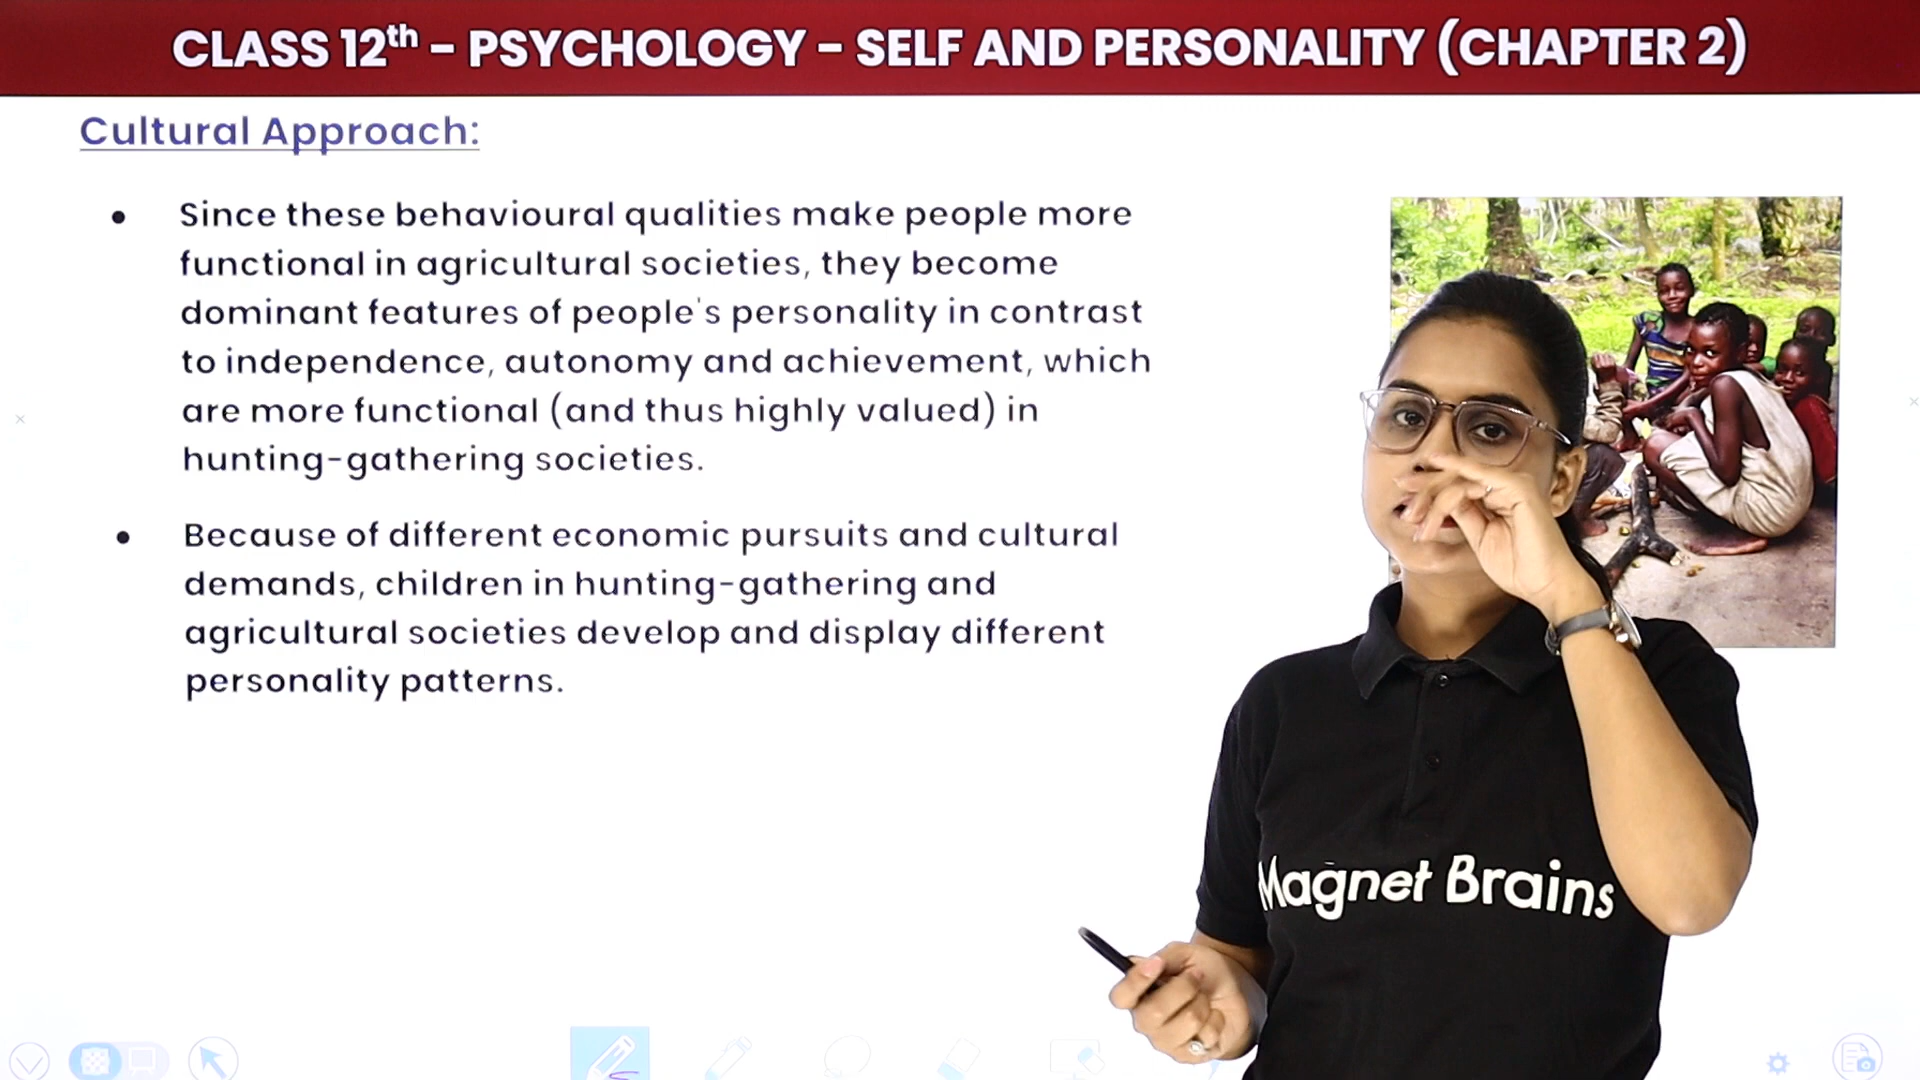 CLASS 12th – PSYCHOLOGY – SELF AND PERSONALITY (CHAPTER 2)
Cultural Approach:
• Since these behavioural qualities make people more
functional in agricultural societies, they become
dominant features of people's personality in contrast
to independence, autonomy and achievement, which
are more functional (and thus highly valued) in
hunting-gathering societies.
• Because of different economic pursuits and cultural
demands, children in hunting-gathering and
agricultural societies develop and display different
personality patterns.
Magnet Brains